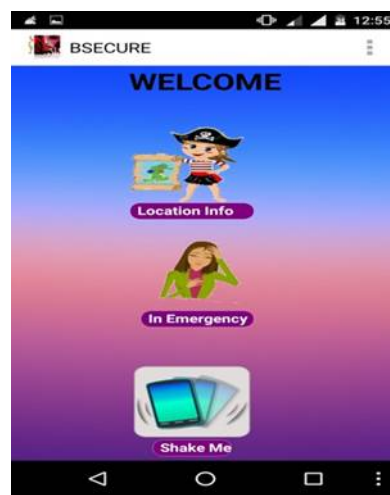 12:55
BSECURE
WELCOME
Location Info
In Emergency
Shake Me